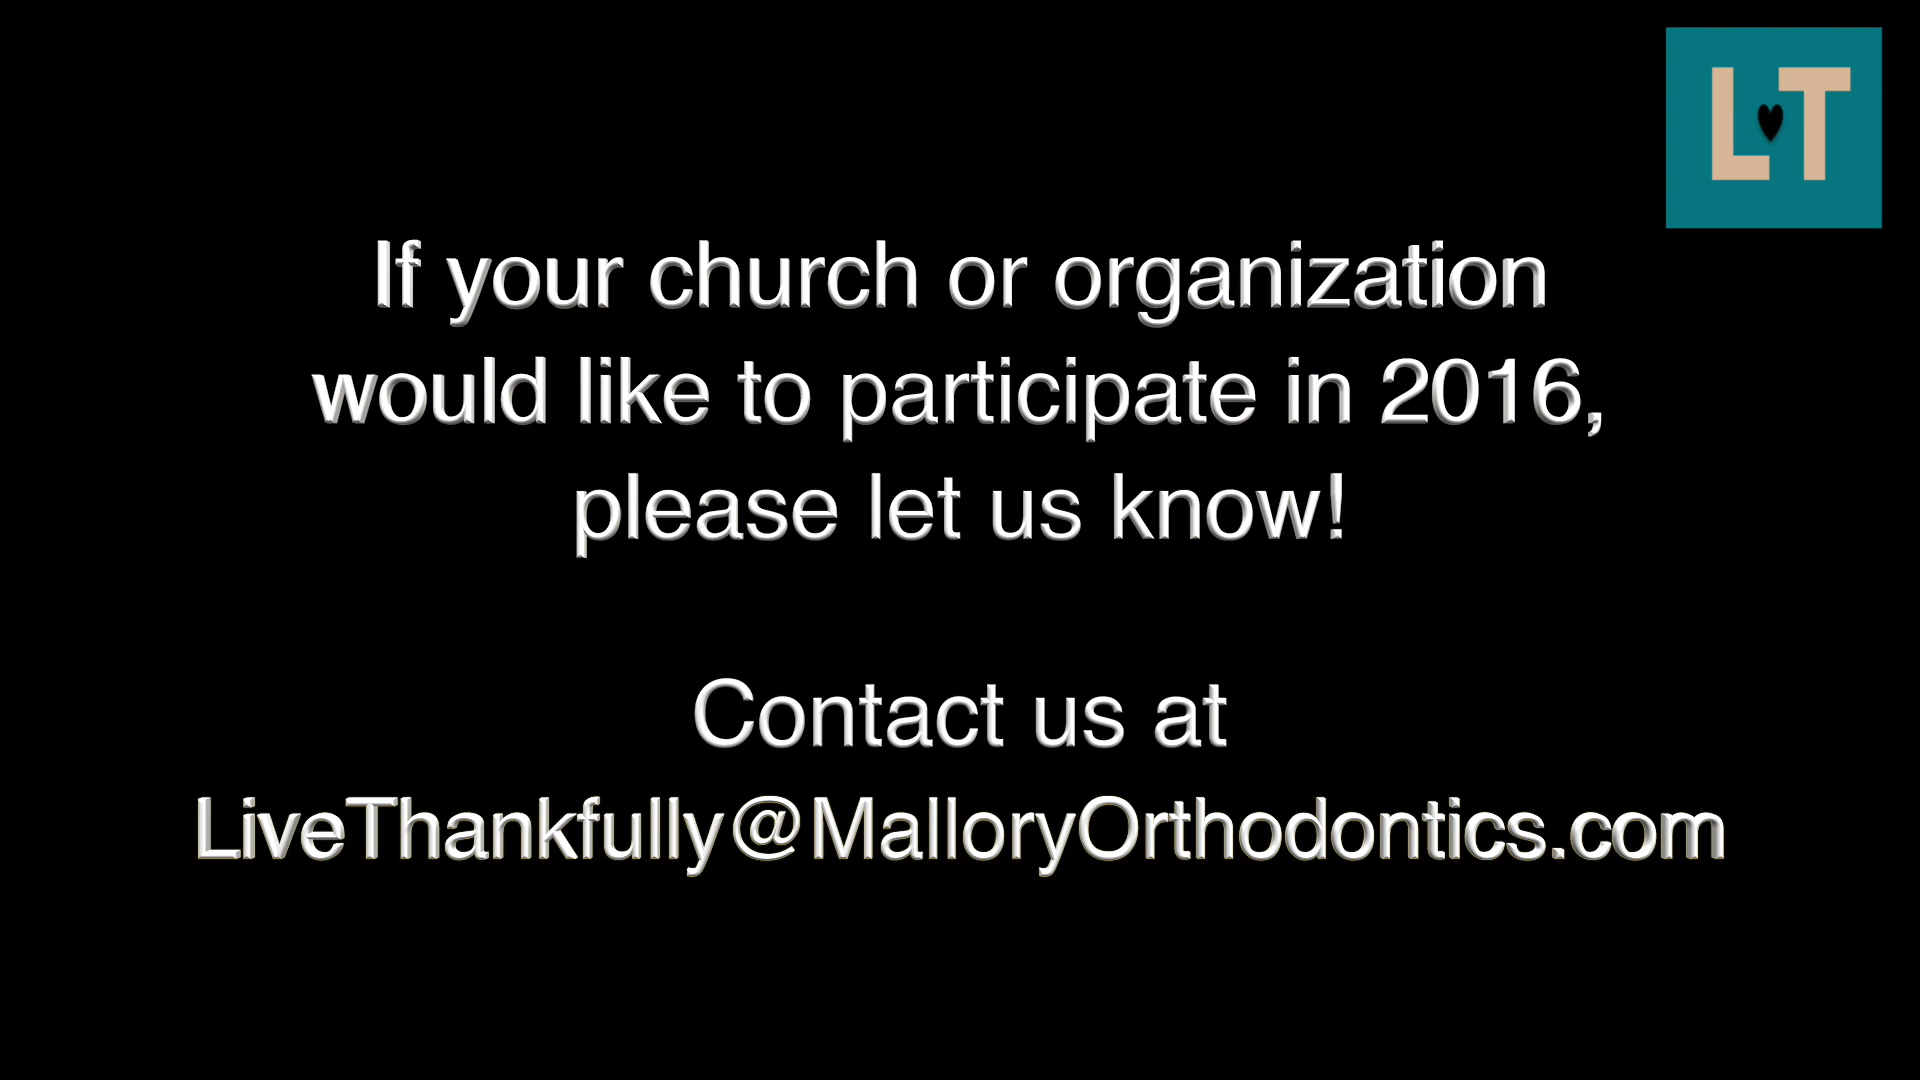 LT
If your church or organization
would like to participate in 2016,
please let us know!
Contact us at
LiveThankfully@MalloryOrthodontics.com